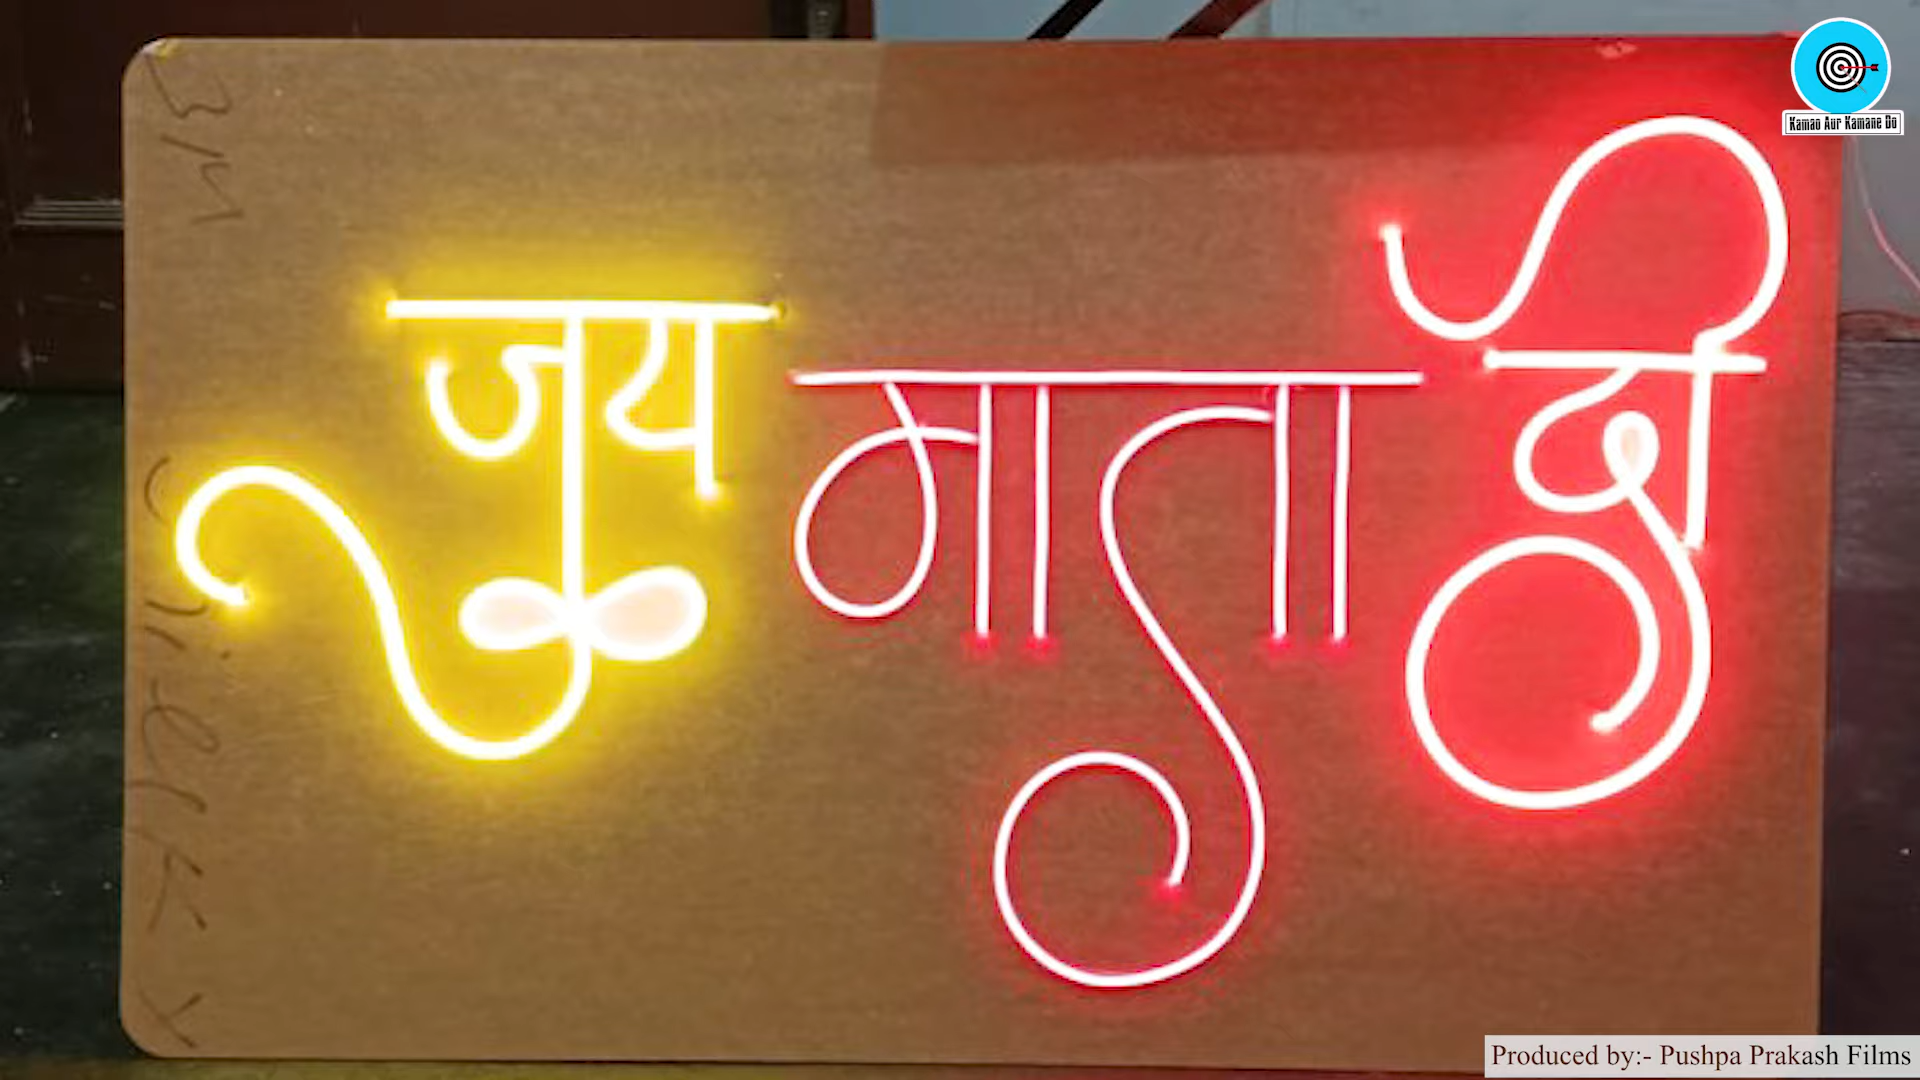 Kamao Aur Kamane Do
जय माता दी
Produced by:- Pushpa Prakash Films